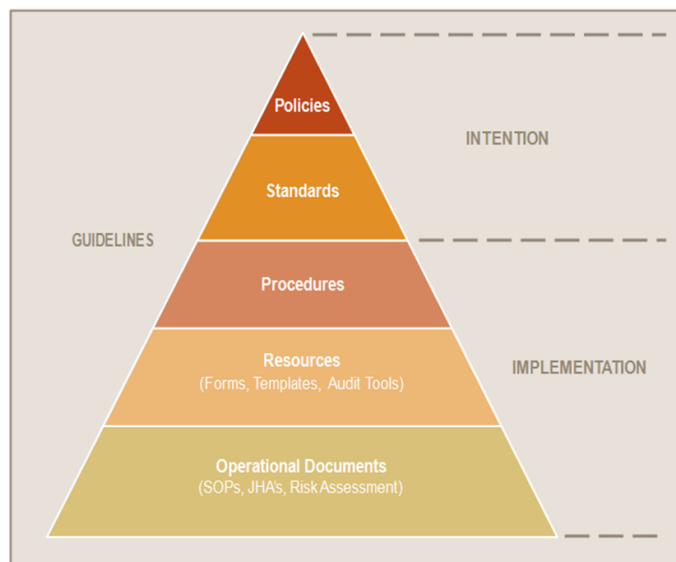 Policies
INTENTION
Standards
GUIDELINES
Procedures
Resources
(Forms, Templates, Audit Tools)
IMPLEMENTATION
Operational Documents
(SOPs, JHA's, Risk Assessment)